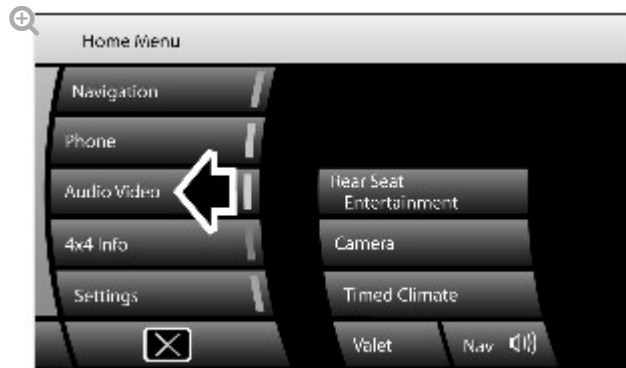 Home Menu
Navigation
Phone
Audio Video
4x4 Info
Settings
Rear Seat
Entertainment
Camera
Timed Climate
Valet
Nav